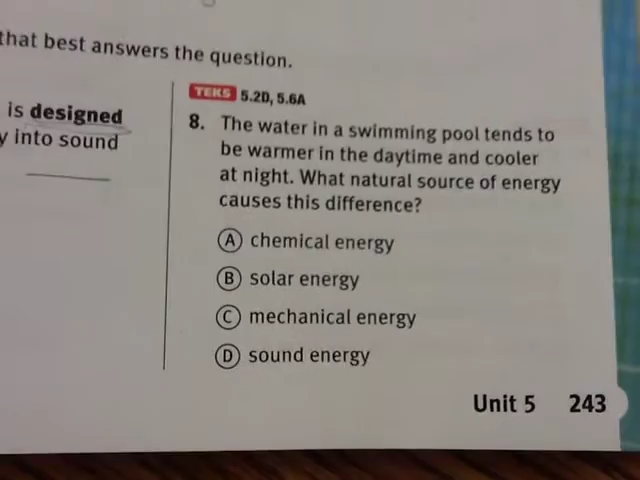 that best answers the question.
is designed
y into sound
TEKS 5.2D, 5.6A
8. The water in a swimming pool tends to
be warmer in the daytime and cooler
at night. What natural source of energy
causes this difference?
A chemical energy
B solar energy
C mechanical energy
D sound energy
Unit 5 243